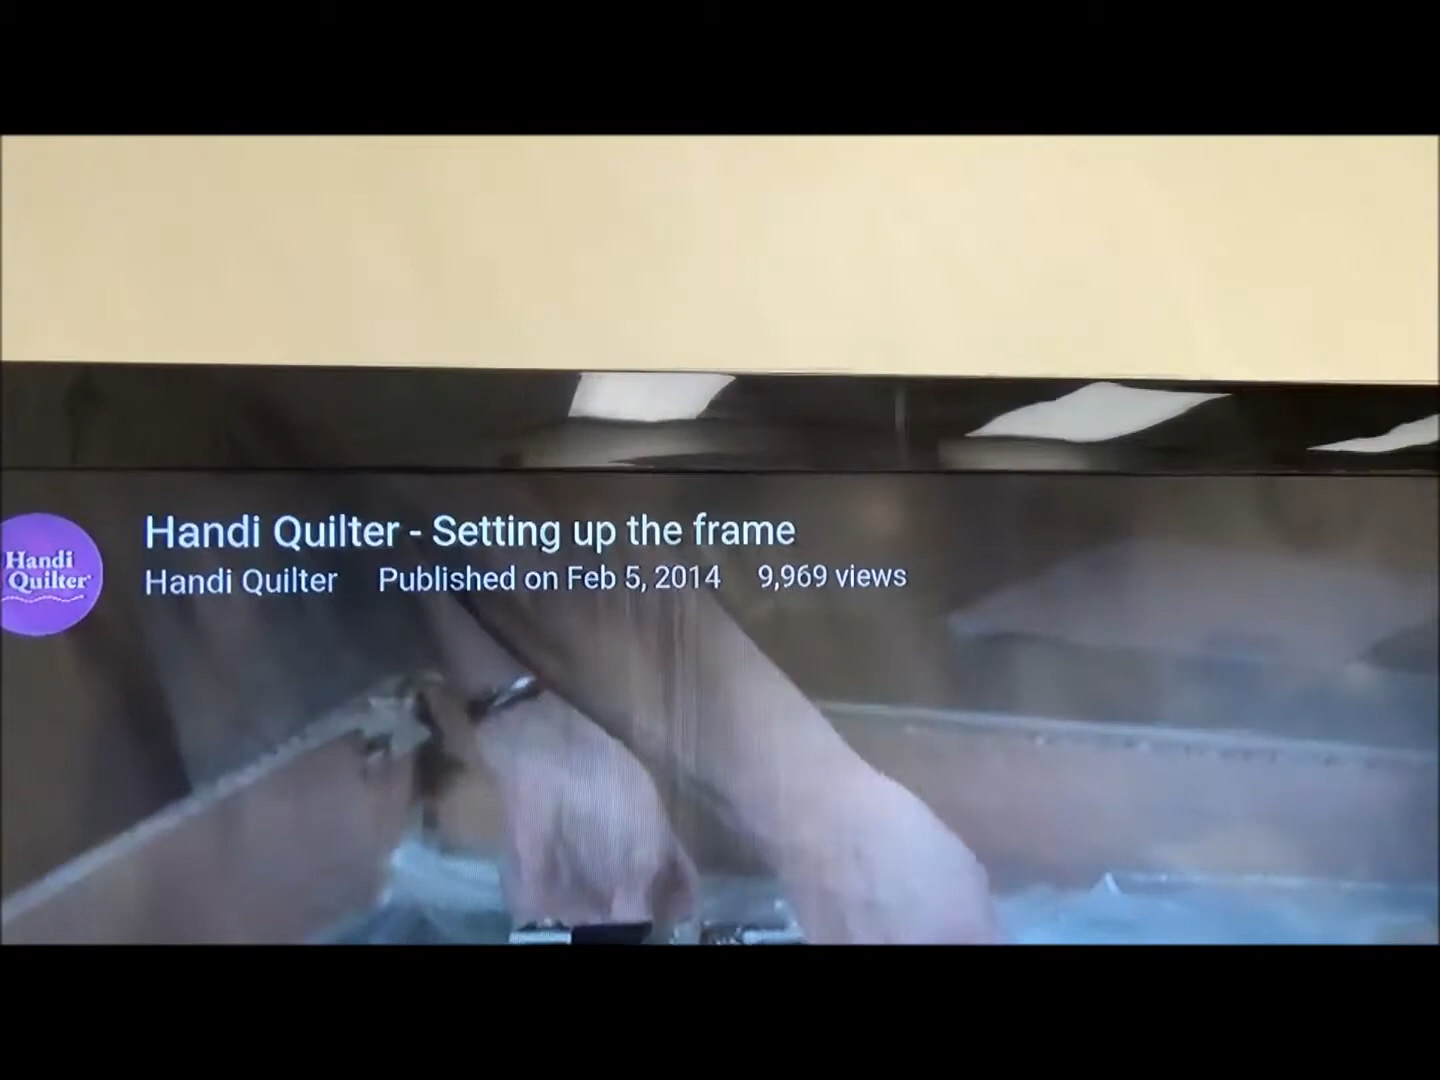 Handi Quilter - Setting up the frame
Handi Quilter Published on Feb 5, 2014 9,969 views
Handi
Quilter